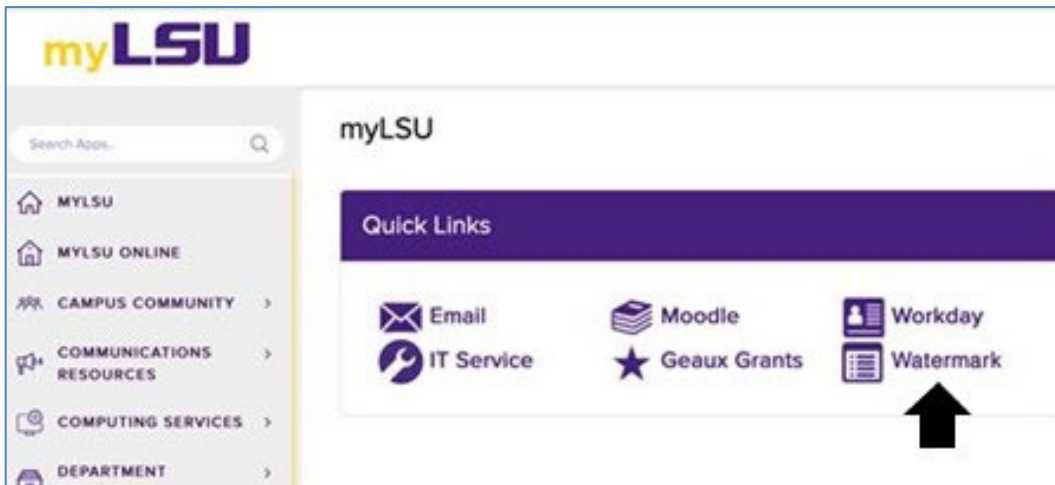 myLSU
Search Apps..
MYLSU
MYLSU ONLINE
CAMPUS COMMUNITY
COMMUNICATIONS
RESOURCES
COMPUTING SERVICES
DEPARTMENT
myLSU
Quick Links
Email
Moodle
Workday
IT Service
Geaux Grants
Watermark